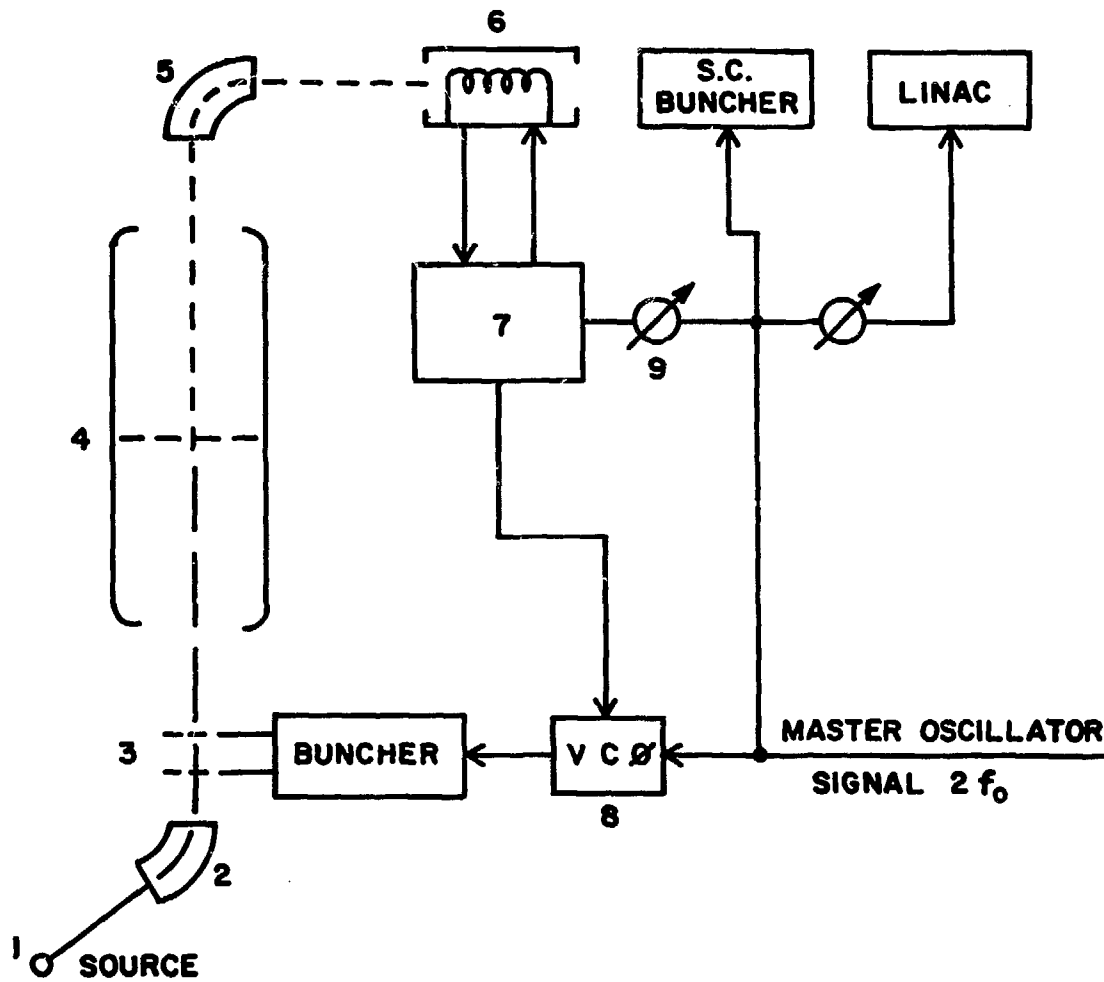 6
5
S.C.
BUNCHER
LINAC
7
9
4
MASTER OSCILLATOR
SIGNAL 2 f₀
3
BUNCHER
V C Ø
8
2
1
SOURCE